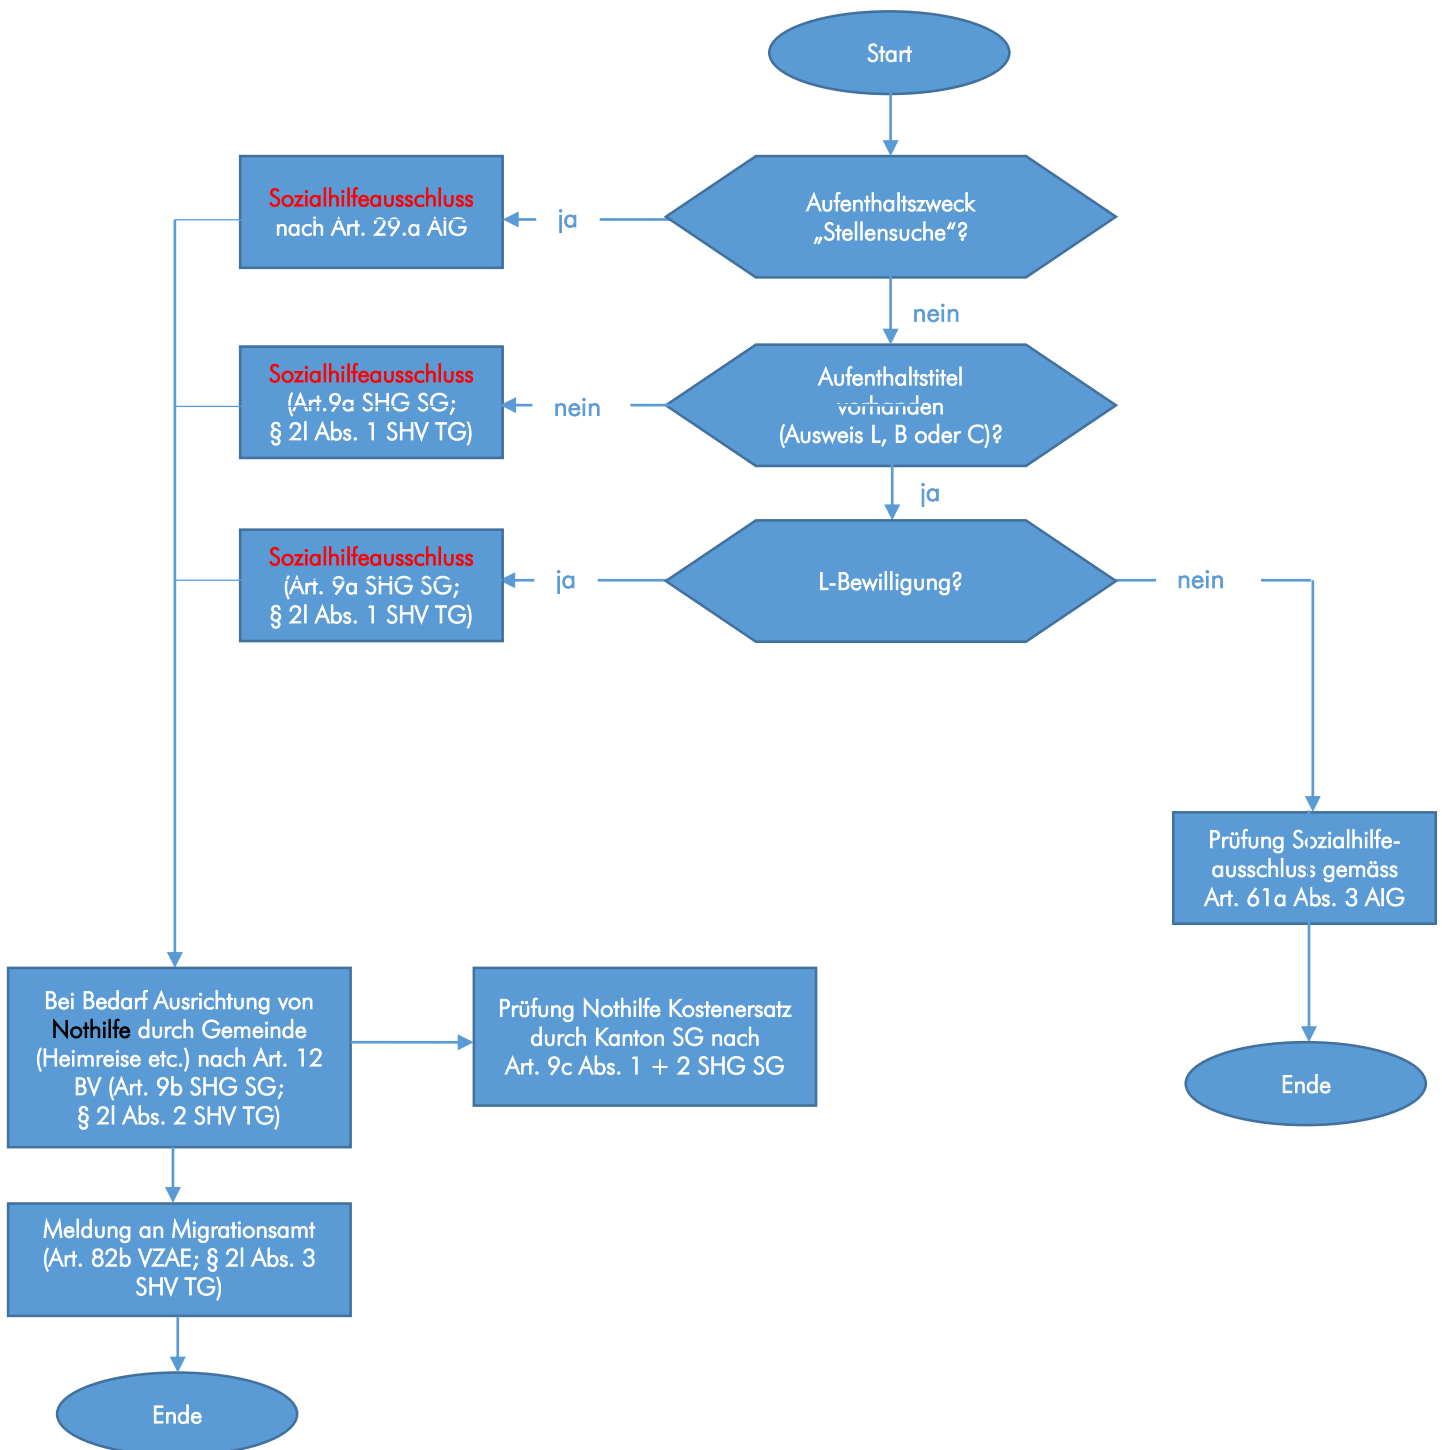 Start
Aufenthaltszweck
„Stellensuche“?
ja
Sozialhilfeausschluss
nach Art. 29.a AIG
nein
Aufenthaltstitel
vorhanden
(Ausweis L, B oder C)?
nein
Sozialhilfeausschluss
(Art.9a SHG SG;
§ 2l Abs. 1 SHV TG)
ja
L-Bewilligung?
ja
Sozialhilfeausschluss
(Art. 9a SHG SG;
§ 2l Abs. 1 SHV TG)
nein
Prüfung Sozialhilfe-
ausschluss gemäss
Art. 61a Abs. 3 AIG
Ende
Bei Bedarf Ausrichtung von
Nothilfe durch Gemeinde
(Heimreise etc.) nach Art. 12
BV (Art. 9b SHG SG;
§ 2l Abs. 2 SHV TG)
Prüfung Nothilfe Kostenersatz
durch Kanton SG nach
Art. 9c Abs. 1 + 2 SHG SG
Meldung an Migrationsamt
(Art. 82b VZAE; § 2l Abs. 3
SHV TG)
Ende